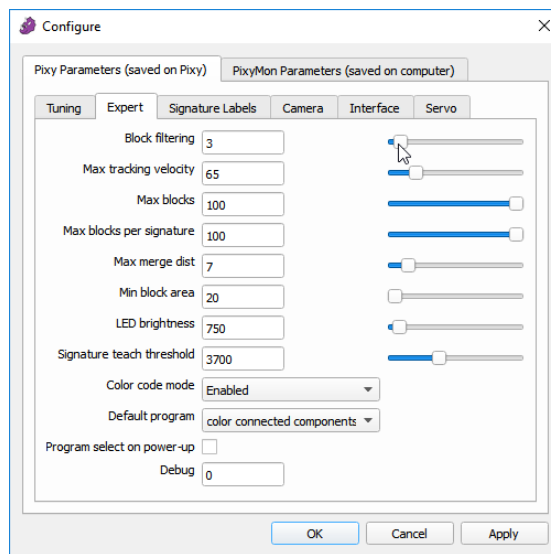 Configure
Pixy Parameters (saved on Pixy) PixyMon Parameters (saved on computer)
Tuning Expert Signature Labels Camera Interface Servo
Block filtering 3
Max tracking velocity 65
Max blocks 100
Max blocks per signature 100
Max merge dist 7
Min block area 20
LED brightness 750
Signature teach threshold 3700
Color code mode Enabled
Default program color connected components
Program select on power-up
Debug 0
OK Cancel Apply